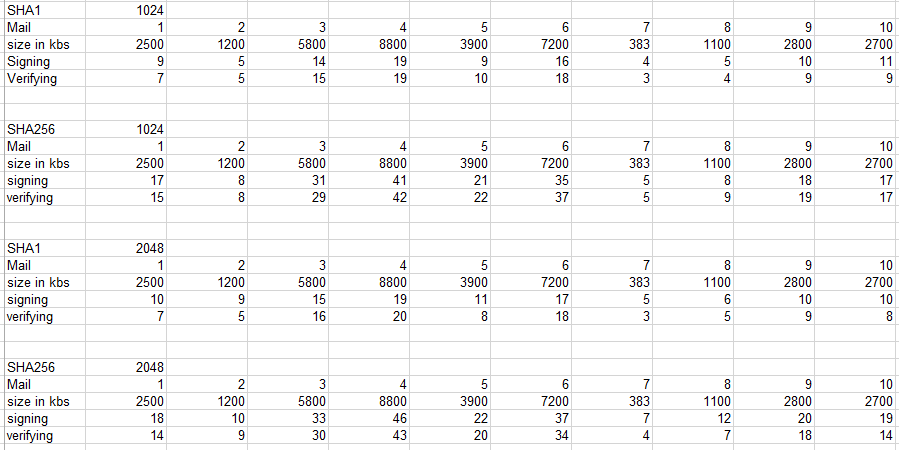 SHA1 1024
Mail 1 2 3 4 5 6 7 8 9 10
size in kbs 2500 1200 5800 8800 3900 7200 383 1100 2800 2700
Signing 9 5 14 19 9 16 4 5 10 11
Verifying 7 5 15 19 10 18 3 4 9 9
SHA256 1024
Mail 1 2 3 4 5 6 7 8 9 10
size in kbs 2500 1200 5800 8800 3900 7200 383 1100 2800 2700
signing 17 8 31 41 21 35 5 8 18 17
verifying 15 8 29 42 22 37 5 9 19 17
SHA1 2048
Mail 1 2 3 4 5 6 7 8 9 10
size in kbs 2500 1200 5800 8800 3900 7200 383 1100 2800 2700
signing 10 9 15 19 11 17 5 6 10 10
verifying 7 5 16 20 8 18 3 5 9 8
SHA256 2048
Mail 1 2 3 4 5 6 7 8 9 10
size in kbs 2500 1200 5800 8800 3900 7200 383 1100 2800 2700
signing 18 10 33 46 22 37 7 12 20 19
verifying 14 9 30 43 20 34 4 7 18 14